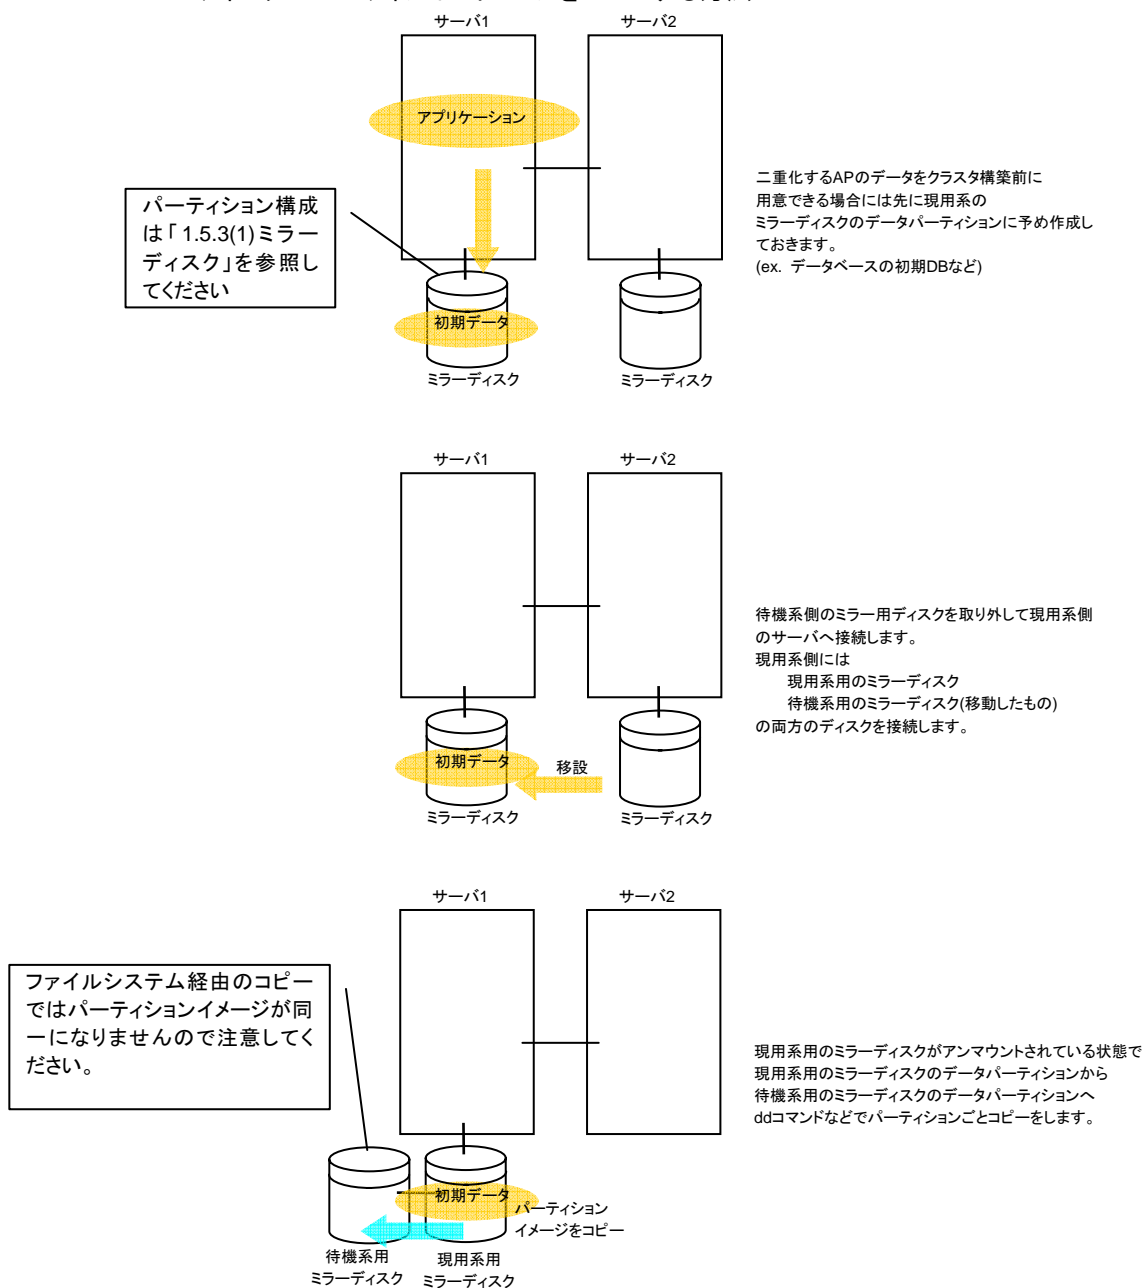 サーバ1
サーバ2
アプリケーション
パーティション構成
は「1.5.3(1)ミラー
ディスク」を参照し
てください
初期データ
ミラーディスク
ミラーディスク
二重化するAPのデータをクラスタ構築前に
用意できる場合には先に現用系の
ミラーディスクのデータパーティションに予め作成し
ておきます。
(ex. データベースの初期DBなど)
サーバ1
サーバ2
初期データ
移設
ミラーディスク
ミラーディスク
待機系側のミラー用ディスクを取り外して現用系側
のサーバへ接続します。
現用系側には
現用系用のミラーディスク
待機系用のミラーディスク(移動したもの)
の両方のディスクを接続します。
サーバ1
サーバ2
ファイルシステム経由のコピー
ではパーティションイメージが同
一になりませんので注意してく
ださい。
初期データ
パーティション
イメージをコピー
待機系用
ミラーディスク
現用系用
ミラーディスク
現用系用のミラーディスクがアンマウントされている状態で
現用系用のミラーディスクのデータパーティションから
待機系用のミラーディスクのデータパーティションへ
ddコマンドなどでパーティションごとコピーをします。